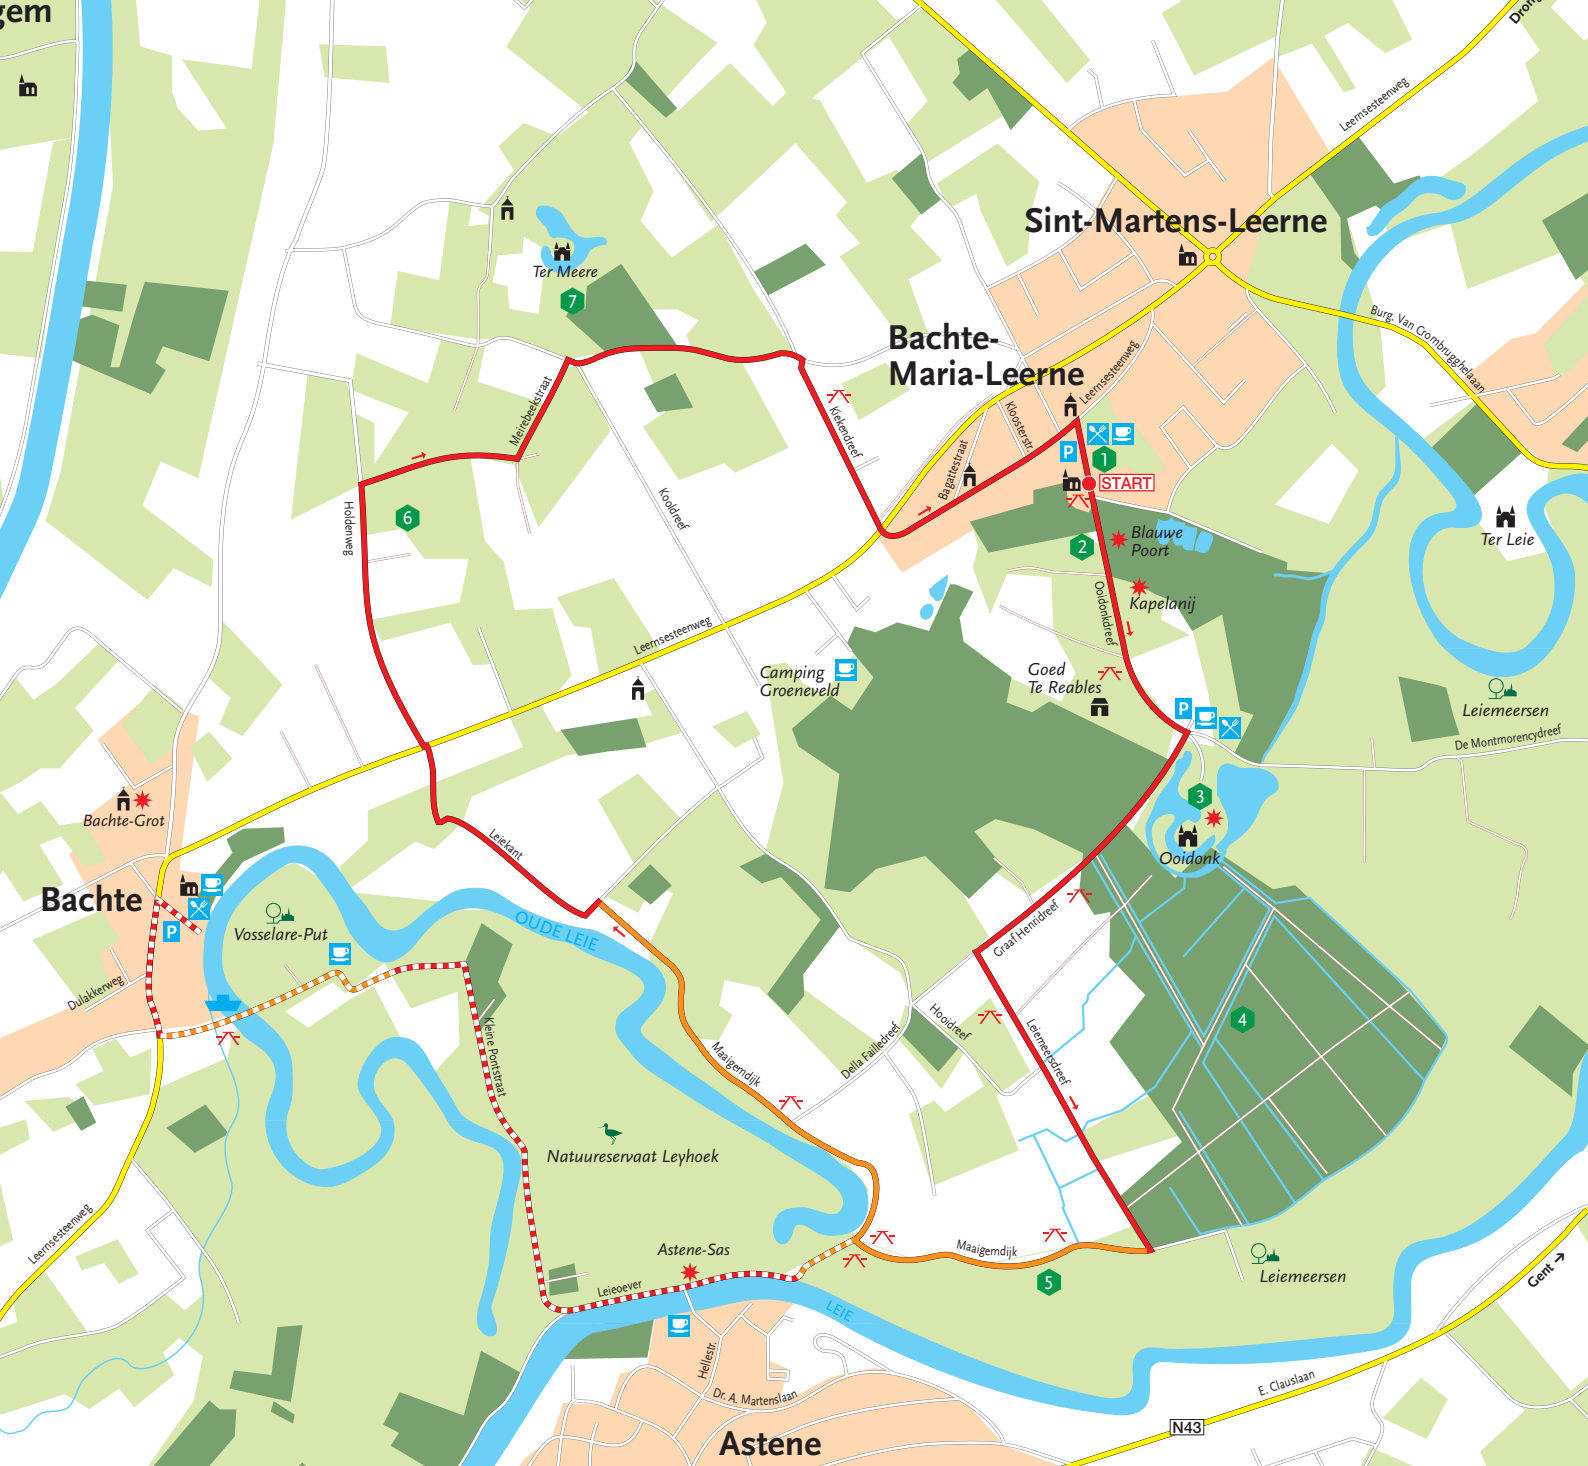 gem
Drong
Leernsesteenweg
Sint-Martens-Leerne
Ter Meere
7
Burg. Van Crombrugghelaaan
Bachte-
Maria-Leerne
Leernsesteenweg
Meirebeekstraat
Kiekendreef
Kloosterstr.
Bagattestraat
P
1
START
Holdenweg
6
Kooldreef
2
Blauwe
Poort
Ter Leie
Kapelanij
Ooidonkdreef
Leernsesteenweg
Camping
Groeneveld
Goed
Te Reables
P
Leiemeersen
De Montmorencydreef
3
Bachte-Grot
Leiekant
Ooidonk
Bachte
P
Vosselare-Put
OUDE LEIE
Graaf Henridreef
Dulakkerweg
Kleine Pontstraat
Maaigemdijk
Della Failledreef
Hooidreef
Leiemeersdreef
4
Natuureservaat Leyhoek
Leernsesteenweg
Astene-Sas
Maaigemdijk
5
Leiemeersen
Gent →
Leieoever
LEIE
Hellestr.
Dr. A. Martenslaan
E. Clauslaan
N43
Astene